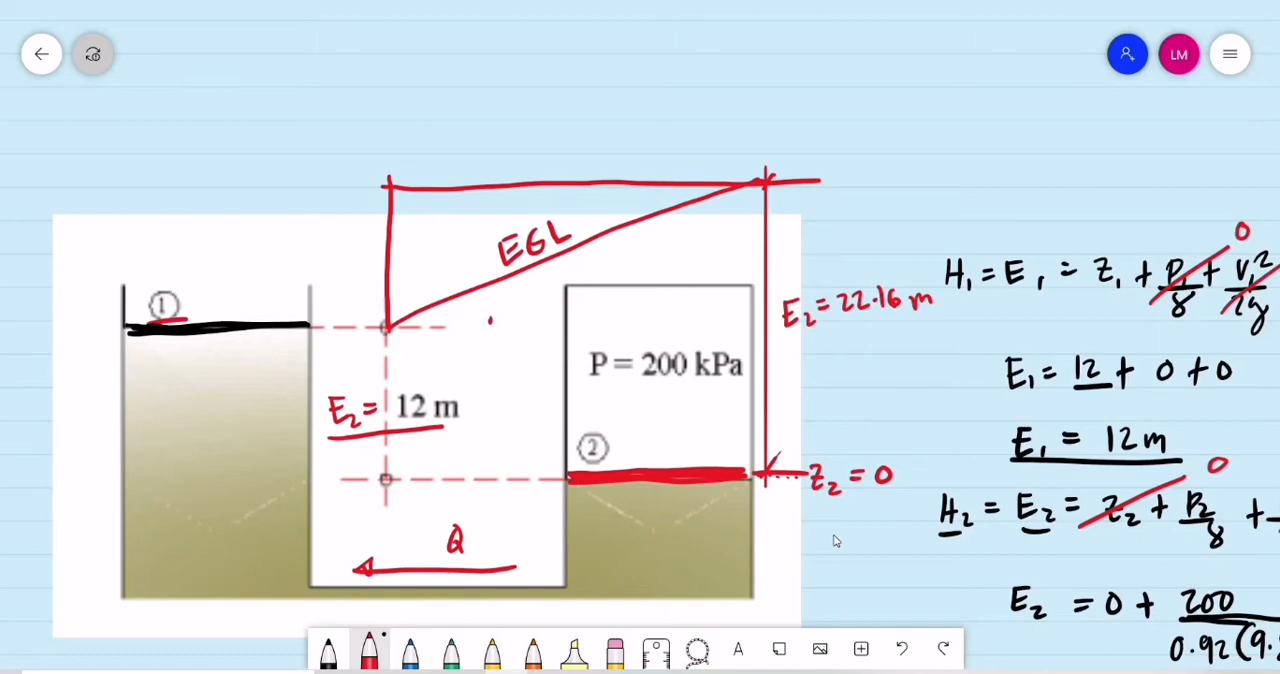 LM
EGL
①
E₂ = 22.16 m
H₁ = E₁ = Z₁ + P₁/γ + V₁²/2g
0
P = 200 kPa
E₁ = 12 + 0 + 0
E₂ = 12 m
②
E₁ = 12m
Z₂ = 0
0
H₂ = E₂ = Z₂ + P₂/γ +
Q
E₂ = 0 + 200
0.92(9.
A